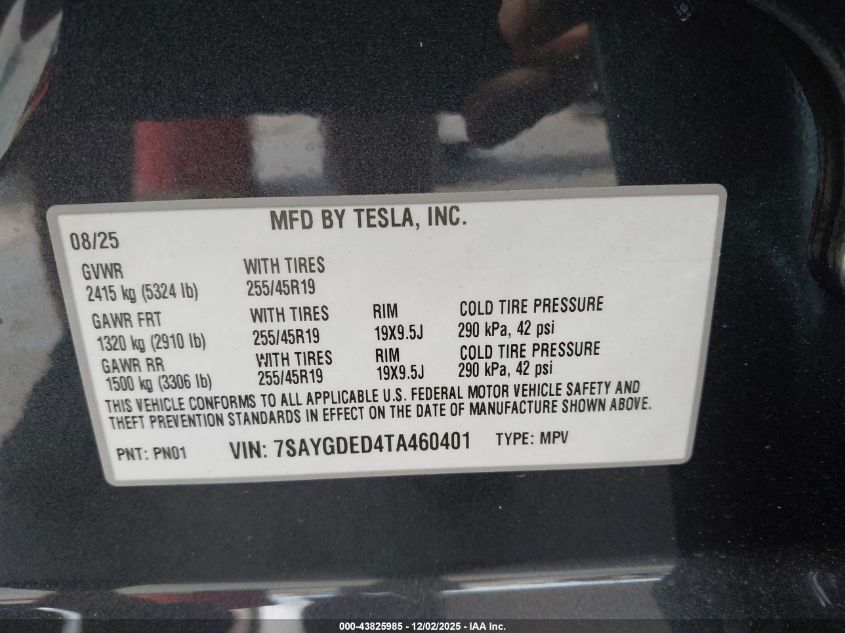 MFD BY TESLA, INC.
08/25
GVWR WITH TIRES
2415 kg (5324 lb) 255/45R19
GAWR FRT WITH TIRES RIM COLD TIRE PRESSURE
1320 kg (2910 lb) 255/45R19 19X9.5J 290 kPa, 42 psi
GAWR RR WITH TIRES RIM COLD TIRE PRESSURE
1500 kg (3306 lb) 255/45R19 19X9.5J 290 kPa, 42 psi
THIS VEHICLE CONFORMS TO ALL APPLICABLE U.S. FEDERAL MOTOR VEHICLE SAFETY AND
THEFT PREVENTION STANDARDS IN EFFECT ON THE DATE OF MANUFACTURE SHOWN ABOVE.
PNT: PN01 VIN: 7SAYGDED4TA460401 TYPE: MPV
000-43825985 - 12/02/2025 - IAA Inc.